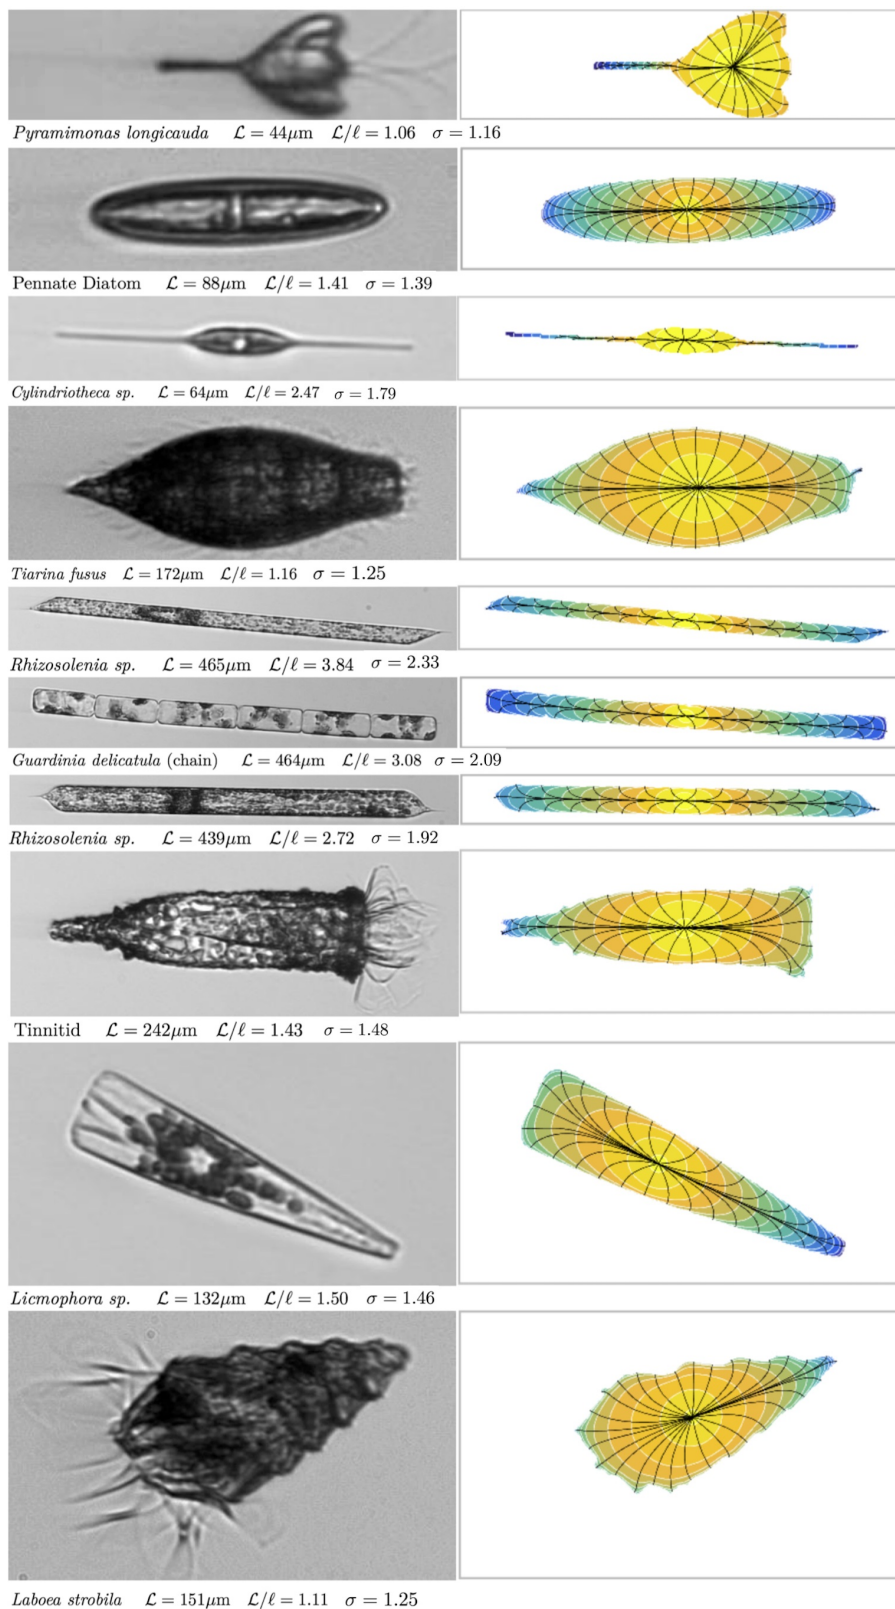 Pyramimonas longicauda ℒ = 44μm ℒ/ℓ = 1.06 σ = 1.16
Pennate Diatom ℒ = 88μm ℒ/ℓ = 1.41 σ = 1.39
Cylindriotheca sp. ℒ = 64μm ℒ/ℓ = 2.47 σ = 1.79
Tiarina fusus ℒ = 172μm ℒ/ℓ = 1.16 σ = 1.25
Rhizosolenia sp. ℒ = 465μm ℒ/ℓ = 3.84 σ = 2.33
Guardinia delicatula (chain) ℒ = 464μm ℒ/ℓ = 3.08 σ = 2.09
Rhizosolenia sp. ℒ = 439μm ℒ/ℓ = 2.72 σ = 1.92
Tinnitid ℒ = 242μm ℒ/ℓ = 1.43 σ = 1.48
Licmophora sp. ℒ = 132μm ℒ/ℓ = 1.50 σ = 1.46
Laboea strobila ℒ = 151μm ℒ/ℓ = 1.11 σ = 1.25